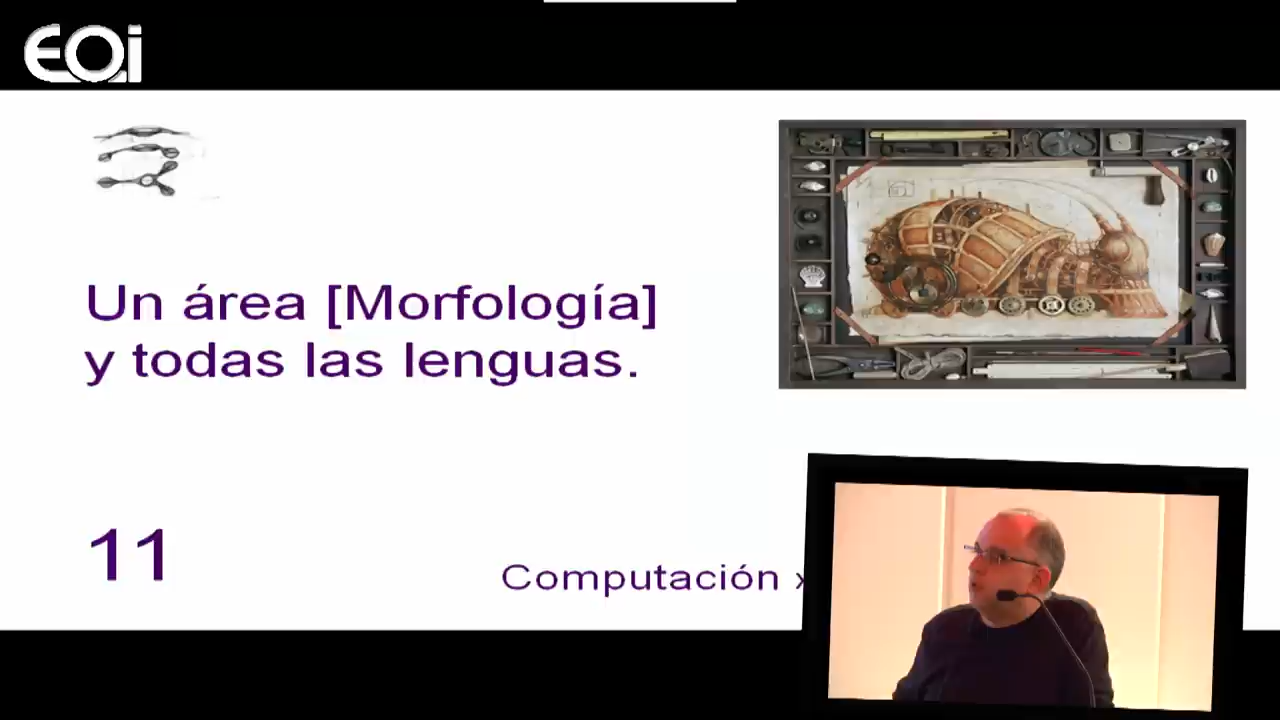 EOi
Un área [Morfología]
y todas las lenguas.
11
Computación ›